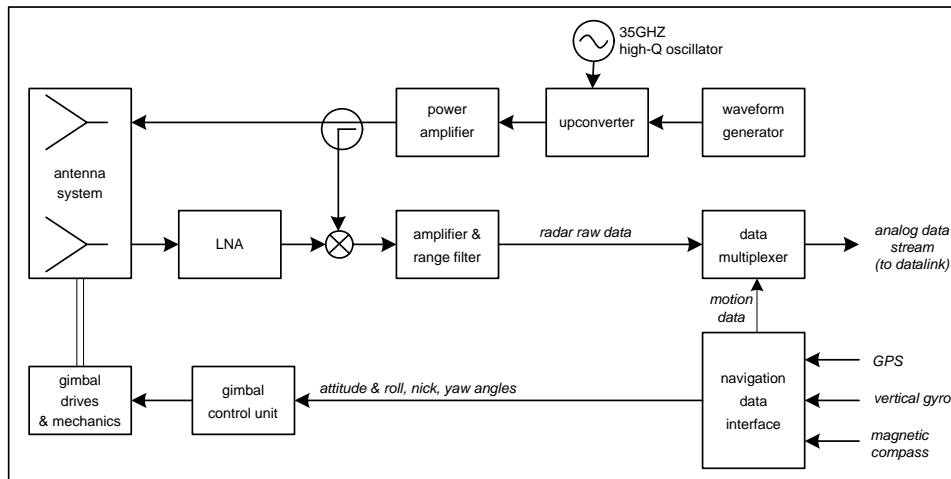 35GHZ
high-Q oscillator
power
amplifier
upconverter
waveform
generator
antenna
system
LNA
amplifier &
range filter
radar raw data
data
multiplexer
analog data
stream
(to datalink)
motion
data
gimbal
drives
& mechanics
gimbal
control unit
attitude & roll, nick, yaw angles
navigation
data
interface
GPS
vertical gyro
magnetic
compass